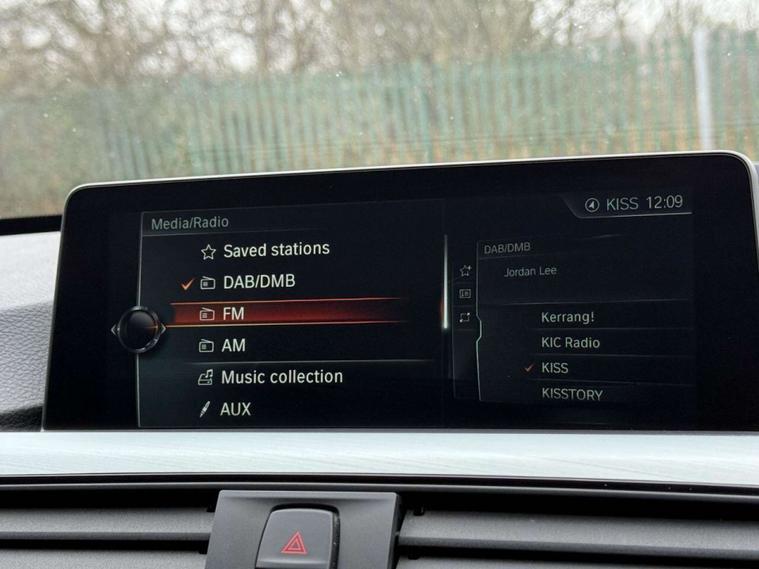 KISS 12:09
Media/Radio
Saved stations
DAB/DMB
FM
AM
Music collection
AUX
DAB/DMB
Jordan Lee
Kerrang!
KIC Radio
KISS
KISSTORY